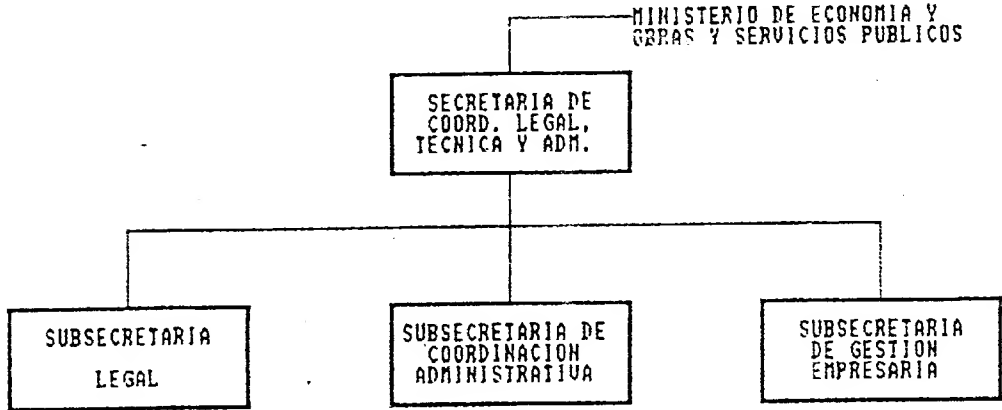 MINISTERIO DE ECONOMIA Y
OBRAS Y SERVICIOS PUBLICOS
SECRETARIA DE
COORD. LEGAL,
TECNICA Y ADM.
SUBSECRETARIA
LEGAL
SUBSECRETARIA DE
COORDINACION
ADMINISTRATIVA
SUBSECRETARIA
DE GESTION
EMPRESARIA